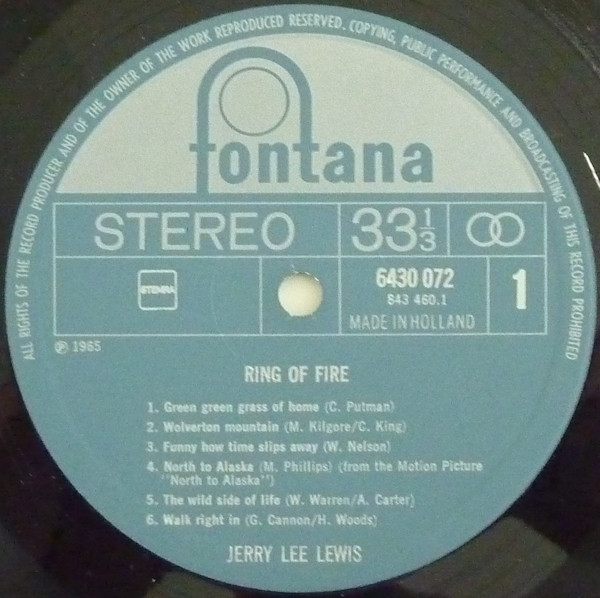 ALL RIGHTS OF THE RECORD PRODUCER AND OF THE OWNER OF THE WORK REPRODUCED RESERVED. COPYING, PUBLIC PERFORMANCE AND BROADCASTING OF THIS RECORD PROHIBITED
fontana
STEREO 33 1/3
STEMRA
6430 072
843 460.1
MADE IN HOLLAND
1
Ⓟ 1965
RING OF FIRE
1. Green green grass of home (C. Putman)
2. Wolverton mountain (M. Kilgore/C. King)
3. Funny how time slips away (W. Nelson)
4. North to Alaska (M. Phillips) (from the Motion Picture
''North to Alaska'')
5. The wild side of life (W. Warren/A. Carter)
6. Walk right in (G. Cannon/H. Woods)
JERRY LEE LEWIS